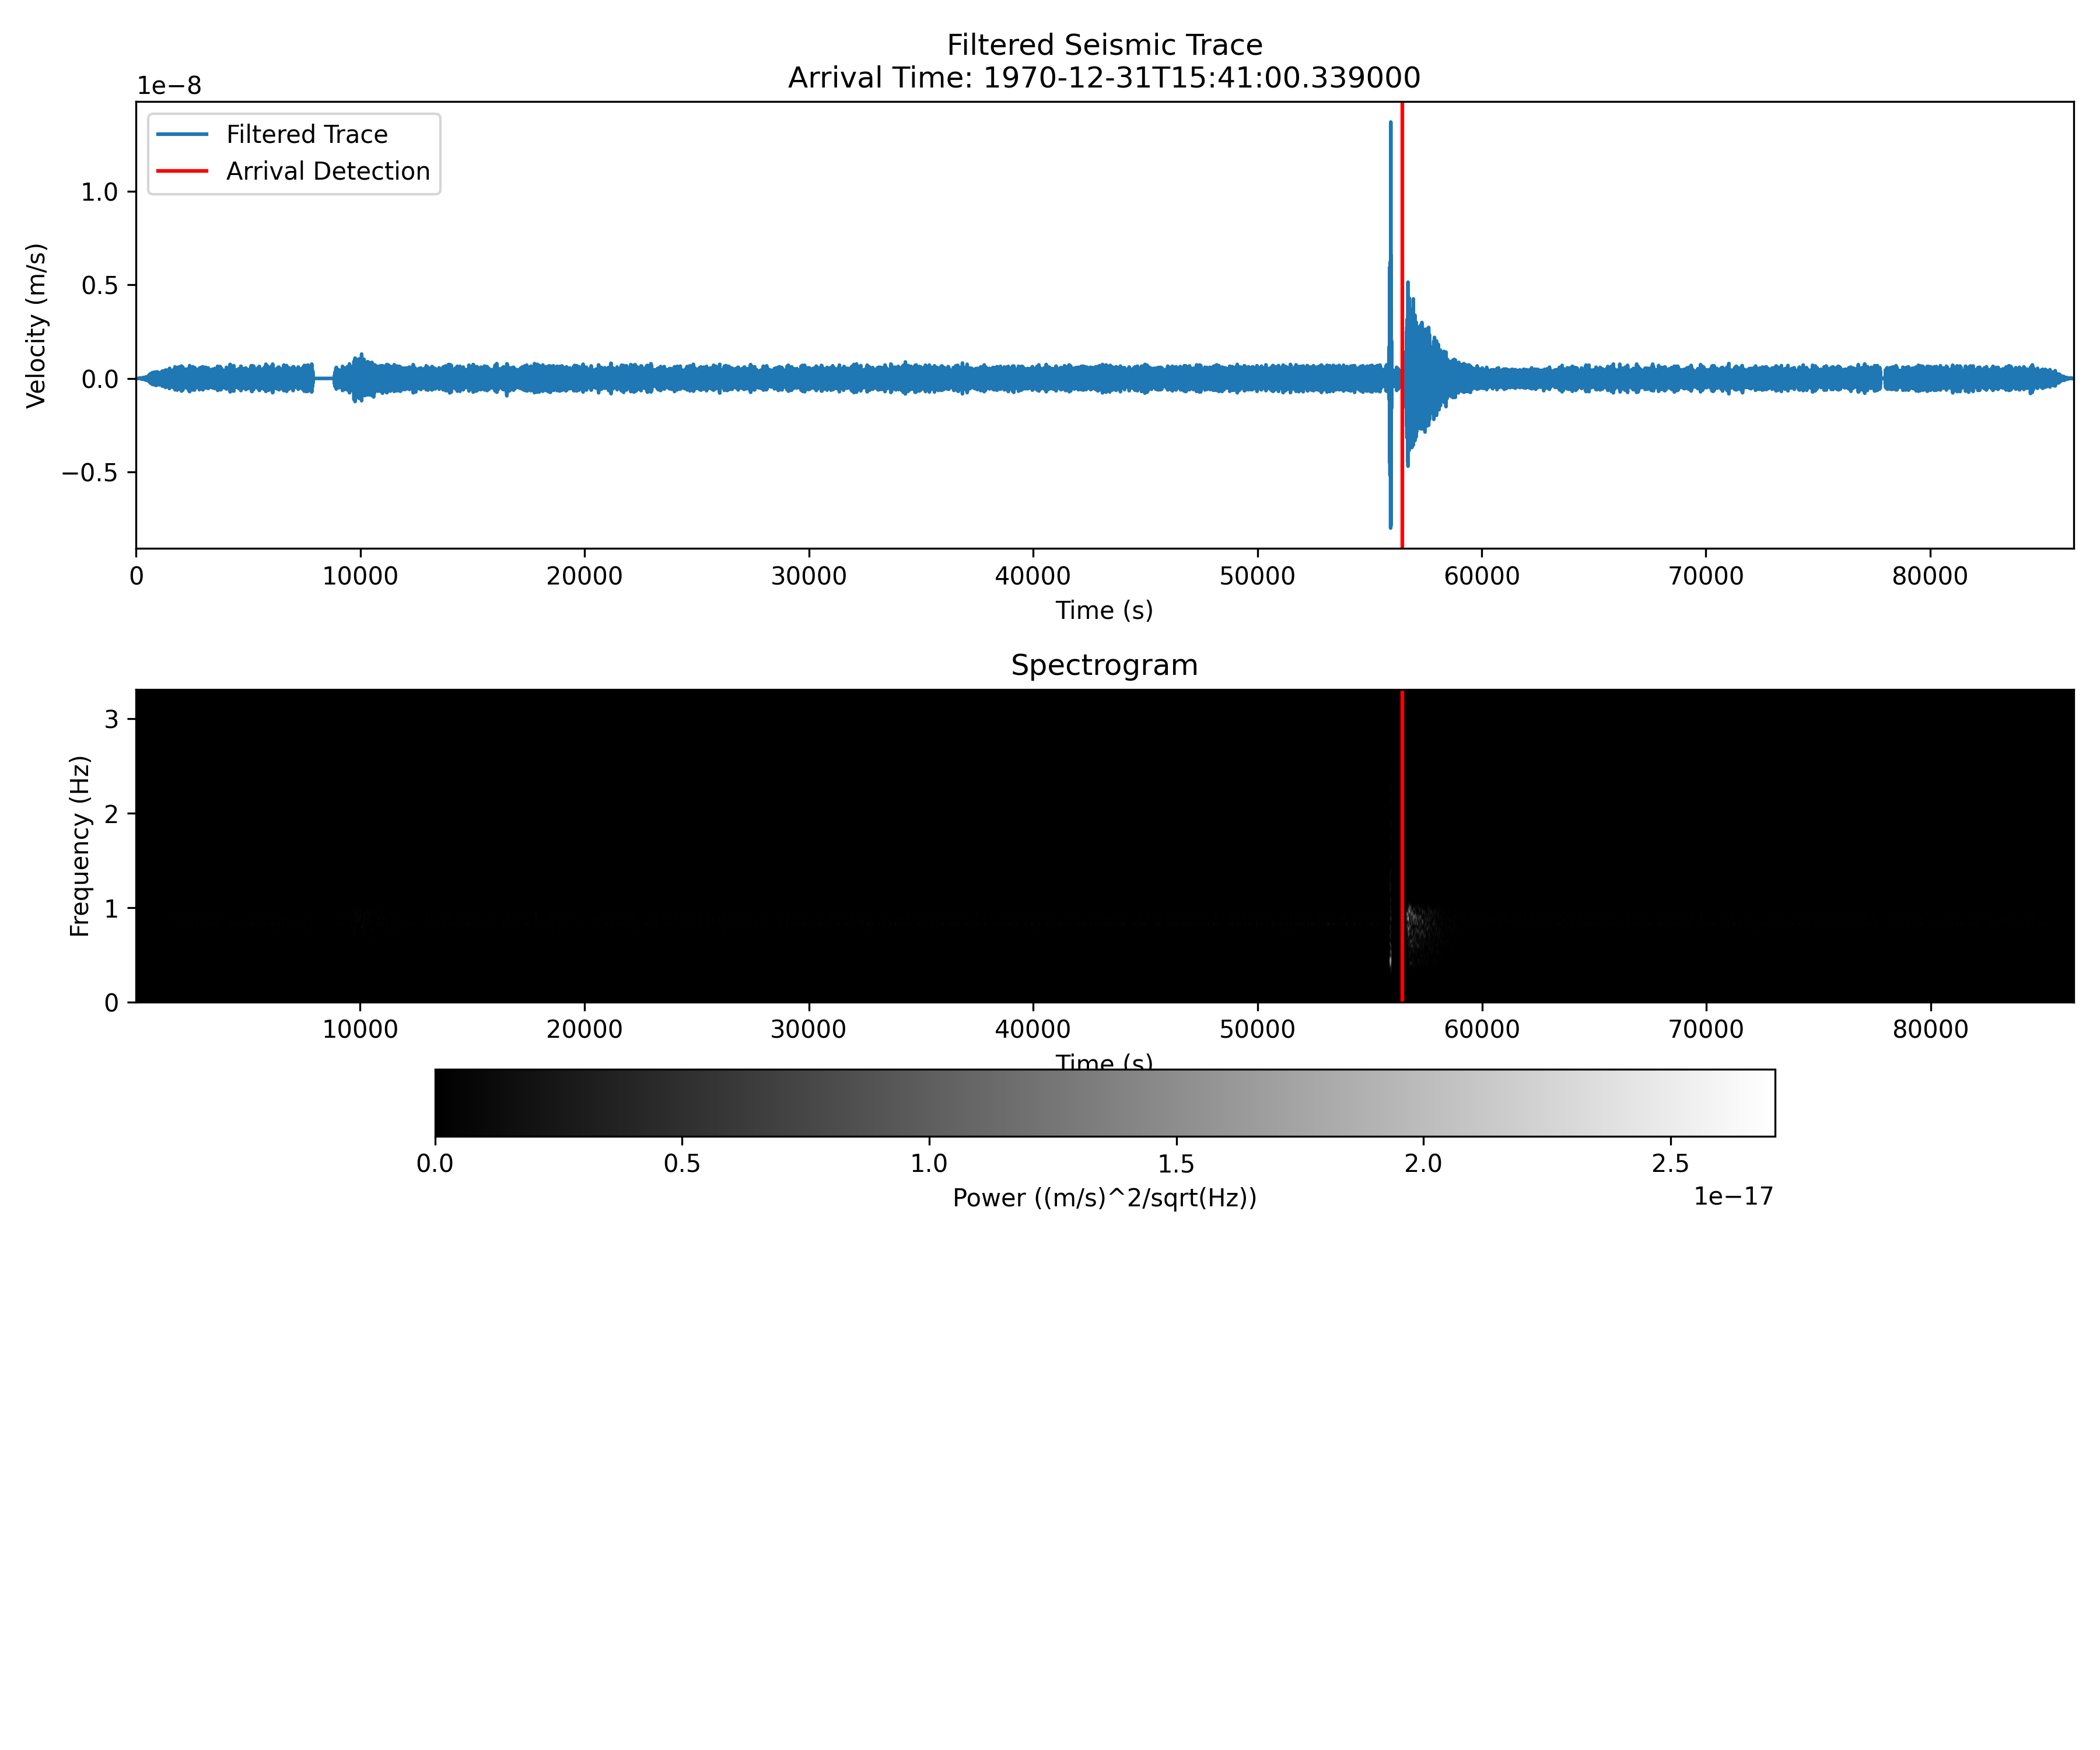 Filtered Seismic Trace
Arrival Time: 1970-12-31T15:41:00.339000
1e−8
Filtered Trace
Arrival Detection
Velocity (m/s)
1.0
0.5
0.0
−0.5
0 10000 20000 30000 40000 50000 60000 70000 80000
Time (s)
Spectrogram
Frequency (Hz)
3
2
1
0
10000 20000 30000 40000 50000 60000 70000 80000
Time (s)
0.0 0.5 1.0 1.5 2.0 2.5
Power ((m/s)^2/sqrt(Hz))
1e−17